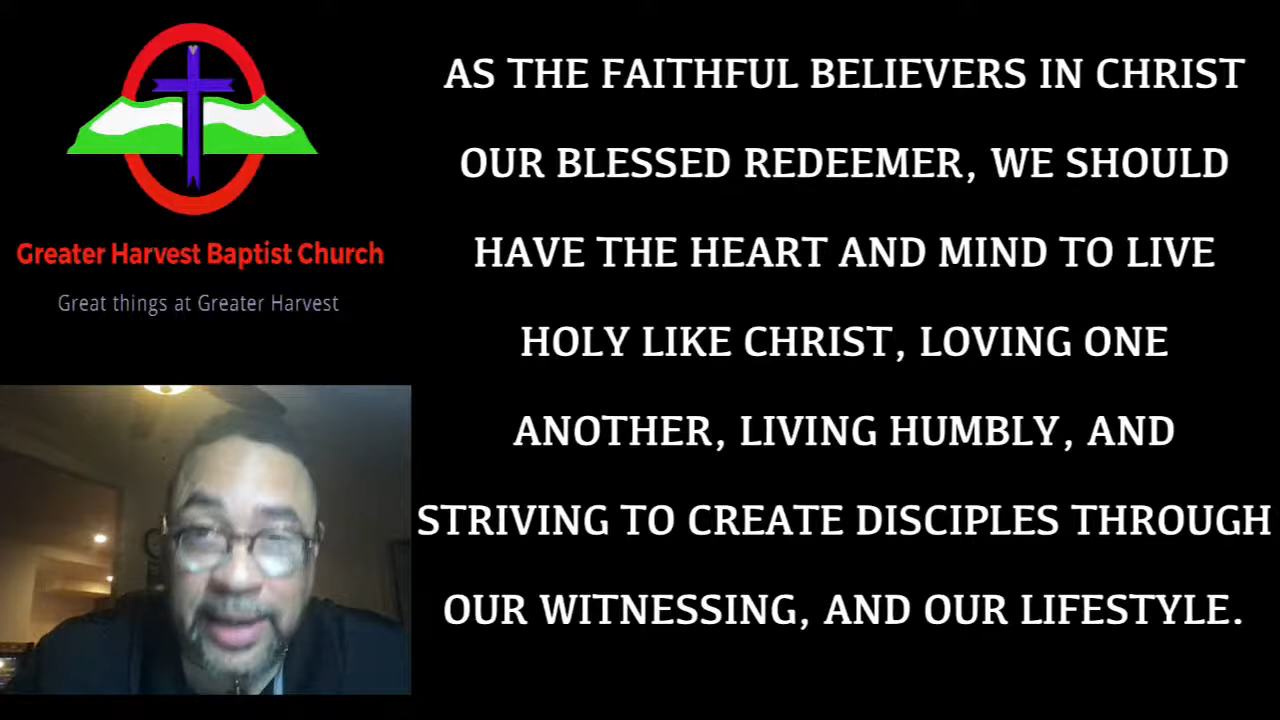 Greater Harvest Baptist Church
Great things at Greater Harvest
AS THE FAITHFUL BELIEVERS IN CHRIST
OUR BLESSED REDEEMER, WE SHOULD
HAVE THE HEART AND MIND TO LIVE
HOLY LIKE CHRIST, LOVING ONE
ANOTHER, LIVING HUMBLY, AND
STRIVING TO CREATE DISCIPLES THROUGH
OUR WITNESSING, AND OUR LIFESTYLE.